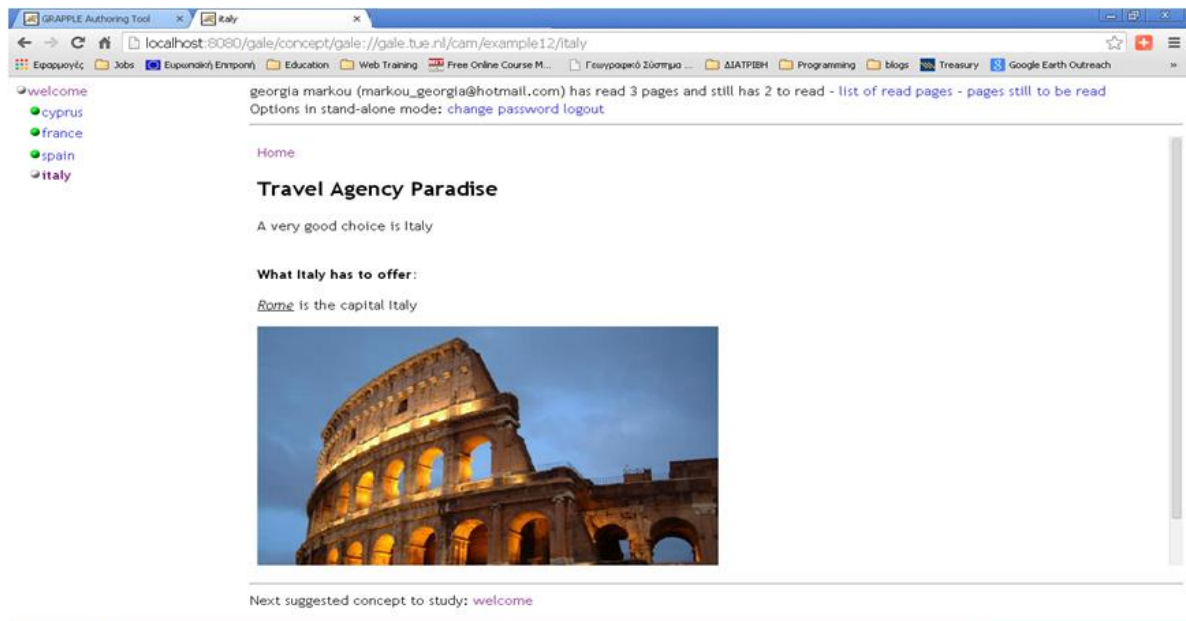 GRAPPLE Authoring Tool
italy
localhost:8080/gale/concept/gale://gale.tue.nl/cam/example12/italy
Εφαρμογές Jobs Ευρωπαϊκή Επιτροπή Education Web Training Free Online Course M... Γεωγραφικό Σύστημα ... ΔΙΑΤΡΙΒΗ Programming blogs Treasury Google Earth Outreach »
welcome
cyprus
france
spain
italy
georgia markou (markou_georgia@hotmail.com) has read 3 pages and still has 2 to read - list of read pages - pages still to be read
Options in stand-alone mode: change password logout
Home
Travel Agency Paradise
A very good choice is Italy
What Italy has to offer:
Rome is the capital Italy
Next suggested concept to study: welcome